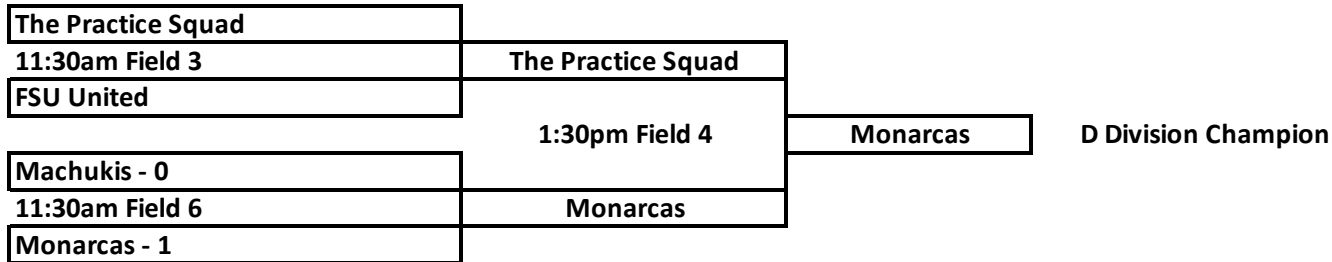 The Practice Squad
11:30am Field 3
The Practice Squad
FSU United
1:30pm Field 4
Monarcas
D Division Champion
Machukis - 0
11:30am Field 6
Monarcas
Monarcas - 1